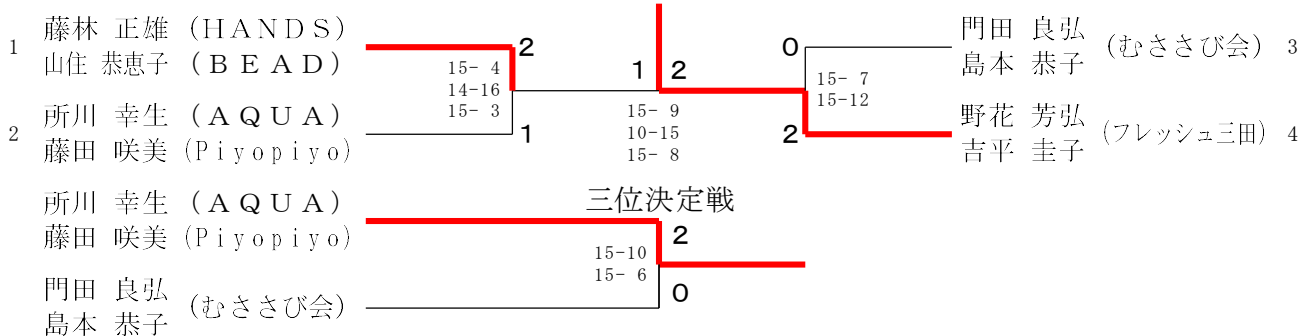 1 藤林 正雄 (ＨＡＮＤＳ)
山住 恭恵子 (ＢＥＡＤ)
2 所川 幸生 (ＡＱＵＡ)
藤田 咲美 (Piyopiyo)
2
15- 4
14-16
15- 3
1
1 2
15- 9
10-15
15- 8
0
15- 7
15-12
2
門田 良弘
島本 恭子 (むささび会) 3
野花 芳弘
吉平 圭子 (フレッシュ三田) 4
三位決定戦
所川 幸生 (ＡＱＵＡ)
藤田 咲美 (Piyopiyo)
門田 良弘
島本 恭子 (むささび会)
2
15-10
15- 6
0